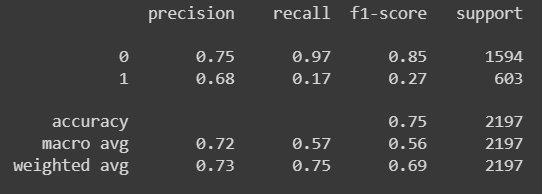 precision recall f1-score support
0 0.75 0.97 0.85 1594
1 0.68 0.17 0.27 603
accuracy 0.75 2197
macro avg 0.72 0.57 0.56 2197
weighted avg 0.73 0.75 0.69 2197